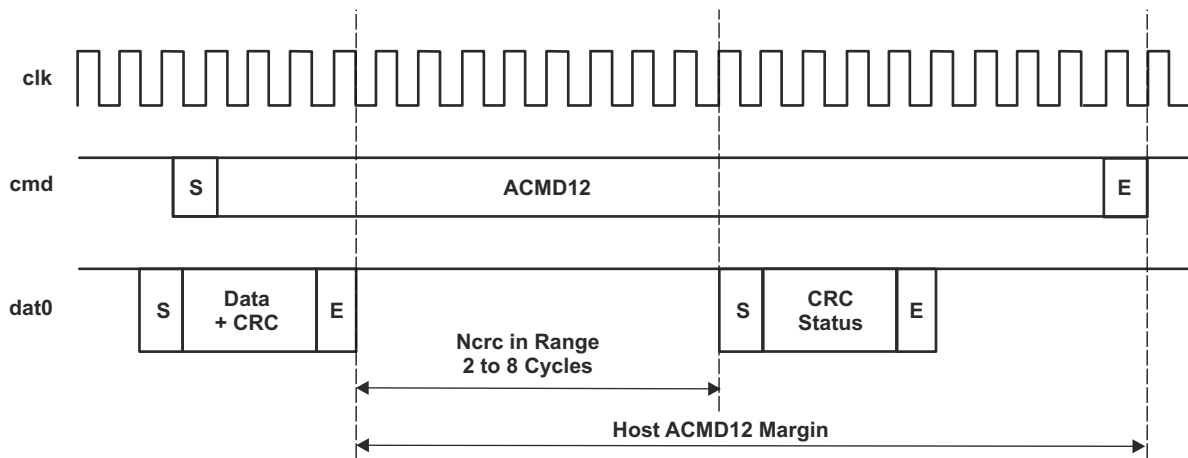 clk
cmd
S
ACMD12
E
dat0
S
Data
+ CRC
E
S
CRC
Status
E
Ncrc in Range
2 to 8 Cycles
Host ACMD12 Margin